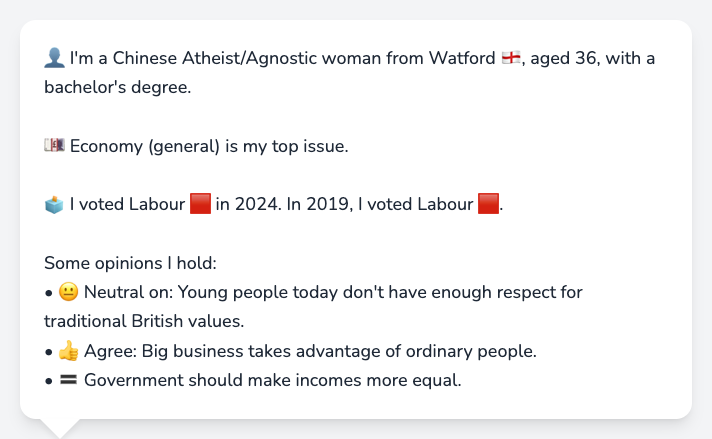 👤 I'm a Chinese Atheist/Agnostic woman from Watford 🏴󠁧󠁢󠁥󠁮󠁧󠁿, aged 36, with a
bachelor's degree.
💷 Economy (general) is my top issue.
🗳️ I voted Labour 🟥 in 2024. In 2019, I voted Labour 🟥.
Some opinions I hold:
• 😐 Neutral on: Young people today don't have enough respect for
traditional British values.
• 👍 Agree: Big business takes advantage of ordinary people.
• 🟰 Government should make incomes more equal.